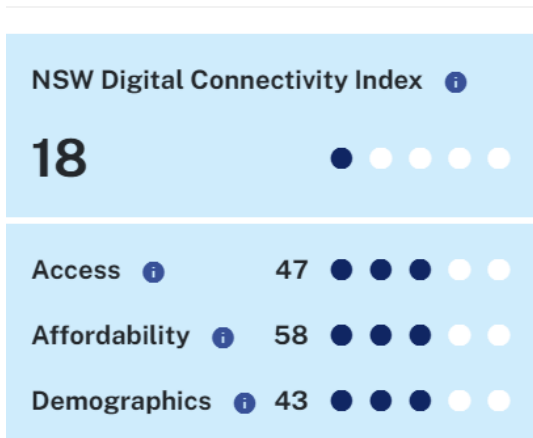 NSW Digital Connectivity Index
18
Access 47
Affordability 58
Demographics 43